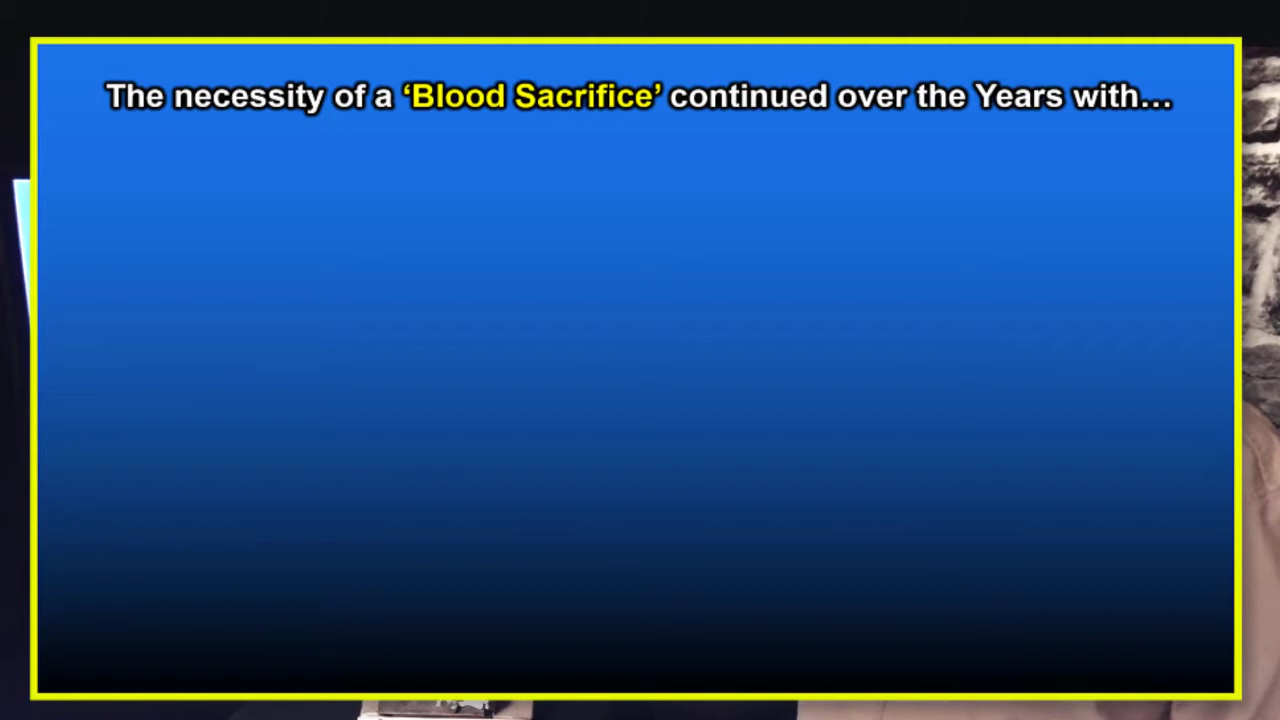 The necessity of a ‘Blood Sacrifice’ continued over the Years with…